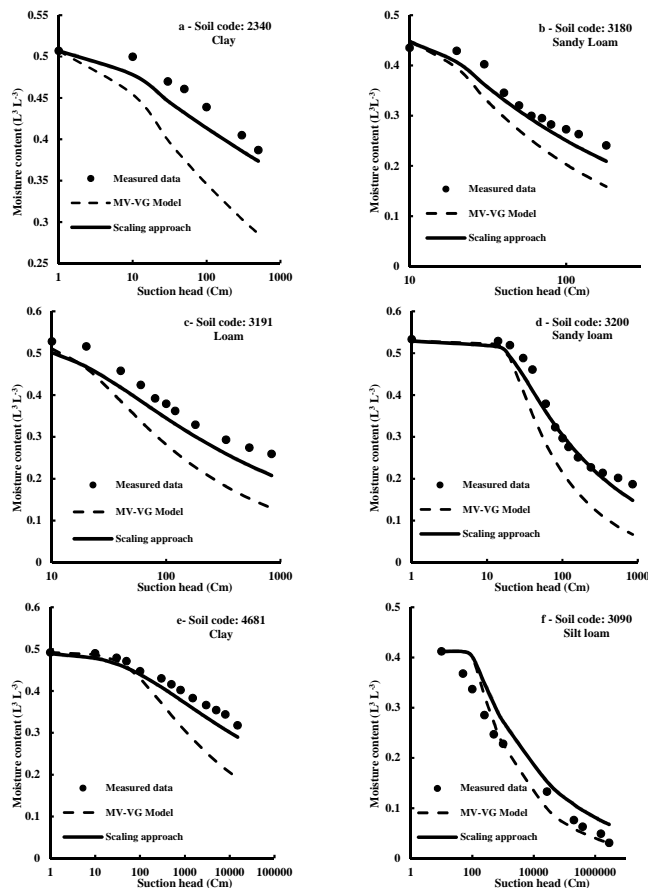 a - Soil code: 2340
Clay
Moisture content (L³ L⁻³)
0.55
0.5
0.45
0.4
0.35
0.3
0.25
Measured data
MV-VG Model
Scaling approach
1 10 100 1000
Suction head (Cm)
b - Soil code: 3180
Sandy Loam
Moisture content (L³ L⁻³)
0.5
0.4
0.3
0.2
0.1
0
Measured data
MV-VG Model
Scaling approach
10 100
Suction head (Cm)
c- Soil code: 3191
Loam
Moisture content (L³ L⁻³)
0.6
0.5
0.4
0.3
0.2
0.1
0
Measured data
MV-VG Model
Scaling approach
10 100 1000
Suction head (Cm)
d - Soil code: 3200
Sandy loam
Moisture content (L³ L⁻³)
0.6
0.5
0.4
0.3
0.2
0.1
0
Measured data
MV-VG Model
Scaling approach
1 10 100 1000
Suction head (Cm)
e- Soil code: 4681
Clay
Moisture content (L³ L⁻³)
0.6
0.5
0.4
0.3
0.2
0.1
0
Measured data
MV-VG Model
Scaling approach
1 10 100 1000 10000 100000
Suction head (Cm)
f - Soil code: 3090
Silt loam
Moisture content (L³ L⁻³)
0.4
0.3
0.2
0.1
0
Measured data
MV-VG Model
Scaling approach
1 100 10000 1000000
Suction head (Cm)